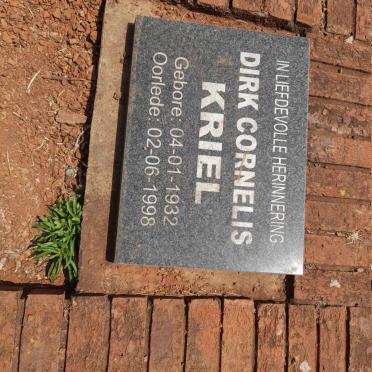 IN LIEFDEVOLLE HERINNERING
DIRK CORNELIS
KRIEL
Gebore: 04-01-1932
Oorlede: 02-06-1998